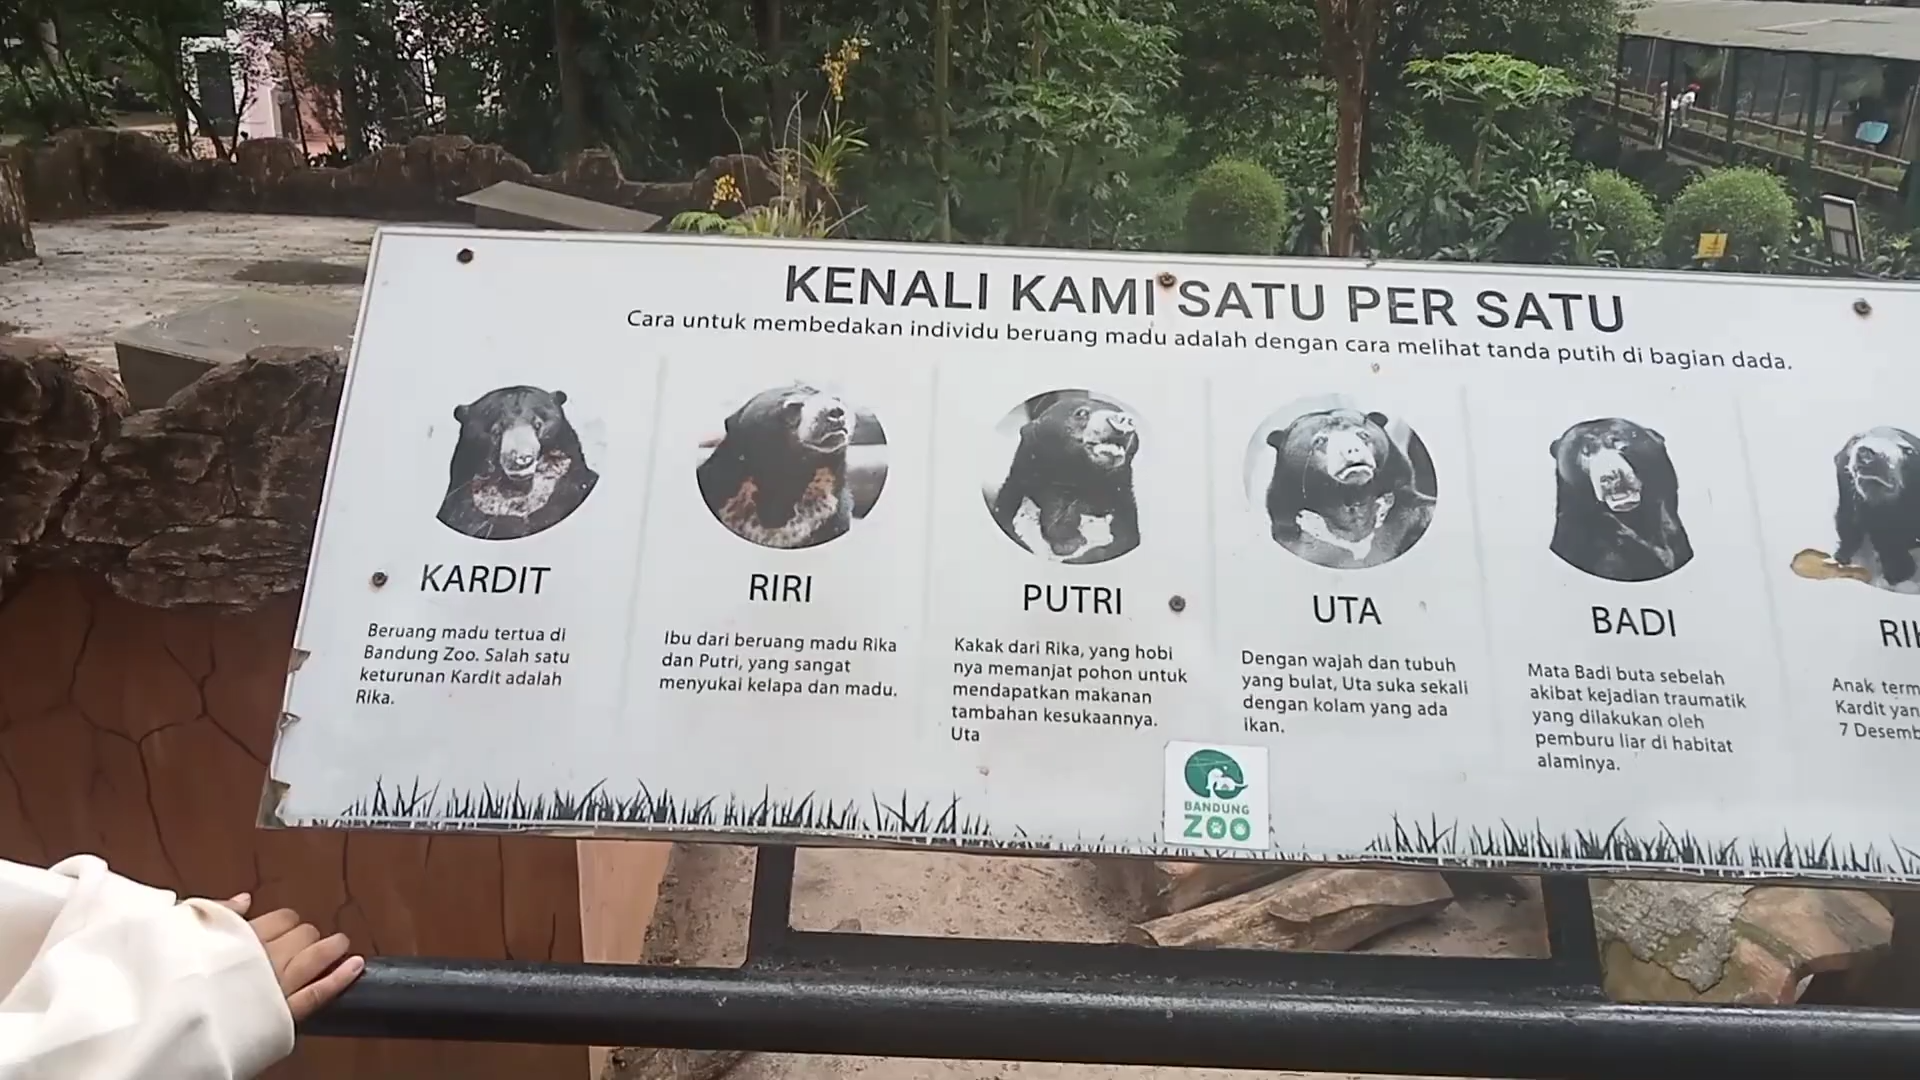 KENALI KAMI SATU PER SATU
Cara untuk membedakan individu beruang madu adalah dengan cara melihat tanda putih di bagian dada.
KARDIT
Beruang madu tertua di
Bandung Zoo. Salah satu
keturunan Kardit adalah
Rika.
RIRI
Ibu dari beruang madu Rika
dan Putri, yang sangat
menyukai kelapa dan madu.
PUTRI
Kakak dari Rika, yang hobi
nya memanjat pohon untuk
mendapatkan makanan
tambahan kesukaannya.
Uta
UTA
Dengan wajah dan tubuh
yang bulat, Uta suka sekali
dengan kolam yang ada
ikan.
BADI
Mata Badi buta sebelah
akibat kejadian traumatik
yang dilakukan oleh
pemburu liar di habitat
alaminya.
Anak
Kardit
7
BANDUNG
ZOO